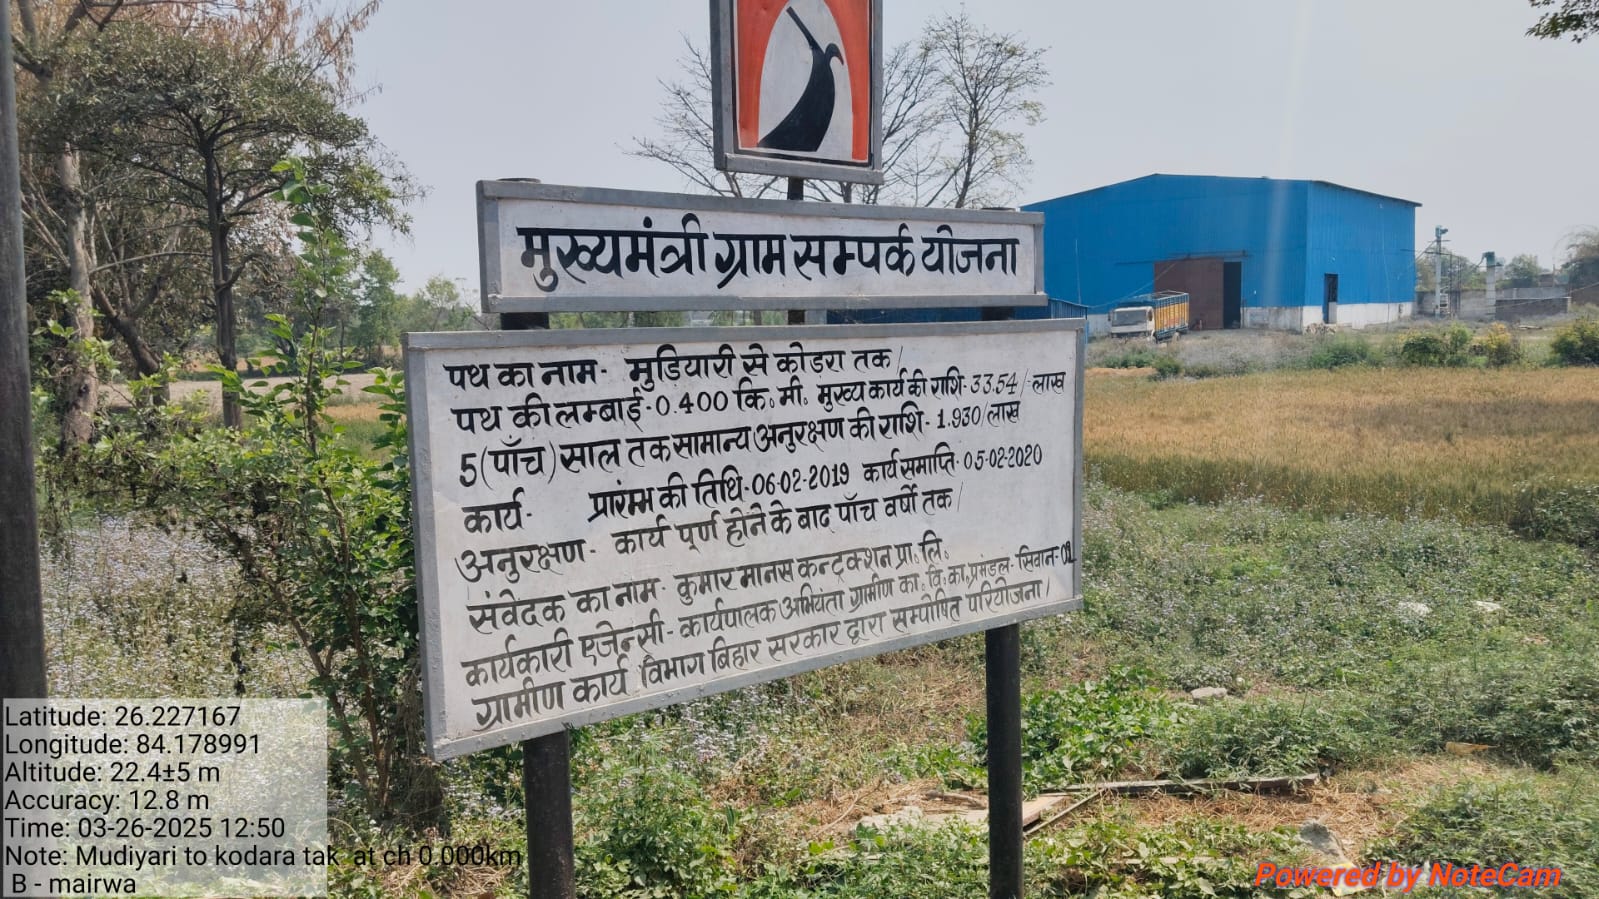 मुख्यमंत्री ग्राम सम्पर्क योजना
पथ का नाम- मुड़ियारी से कोडरा तक/
पथ की लम्बाई-0.400 कि॰ मी॰ मुख्य कार्य की राशि-33.54/-लाख
5(पाँच) साल तक सामान्य अनुरक्षण की राशि-1.930/लाख
कार्य- प्रारंम्भ की तिथि-06-02-2019 कार्य समाप्ति-05-02-2020
अनुरक्षण- कार्य पूर्ण होने के बाद पाँच वर्षो तक/
संवेदक का नाम- कुमार मानस कन्ट्रक्शन प्रा. लि.
कार्यकारी एजेन्सी- कार्यपालक अभियंता ग्रामीण का. वि. का. प्रमंडल- सिवान-02
ग्रामीण कार्य विभाग बिहार सरकार द्वारा सम्पोषित परियोजना/
Latitude: 26.227167
Longitude: 84.178991
Altitude: 22.4±5 m
Accuracy: 12.8 m
Time: 03-26-2025 12:50
Note: Mudiyari to kodara tak at ch 0.000km
B - mairwa
Powered by NoteCam